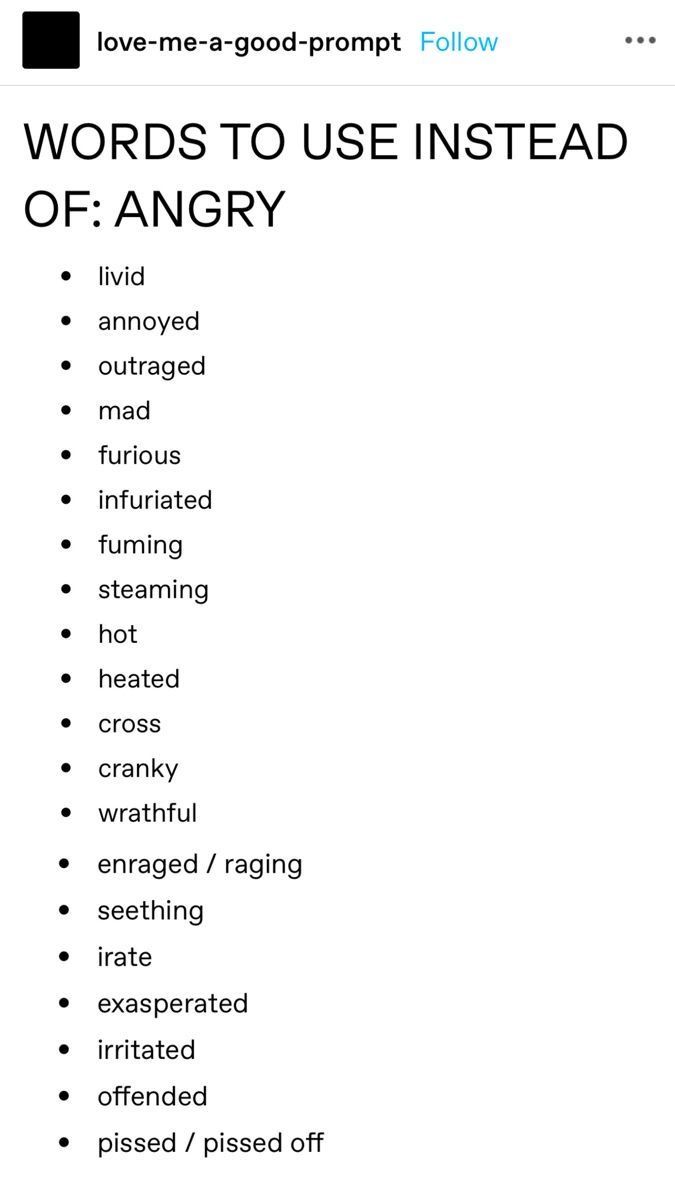 love-me-a-good-prompt Follow
WORDS TO USE INSTEAD
OF: ANGRY
• livid
• annoyed
• outraged
• mad
• furious
• infuriated
• fuming
• steaming
• hot
• heated
• cross
• cranky
• wrathful
• enraged / raging
• seething
• irate
• exasperated
• irritated
• offended
• pissed / pissed off